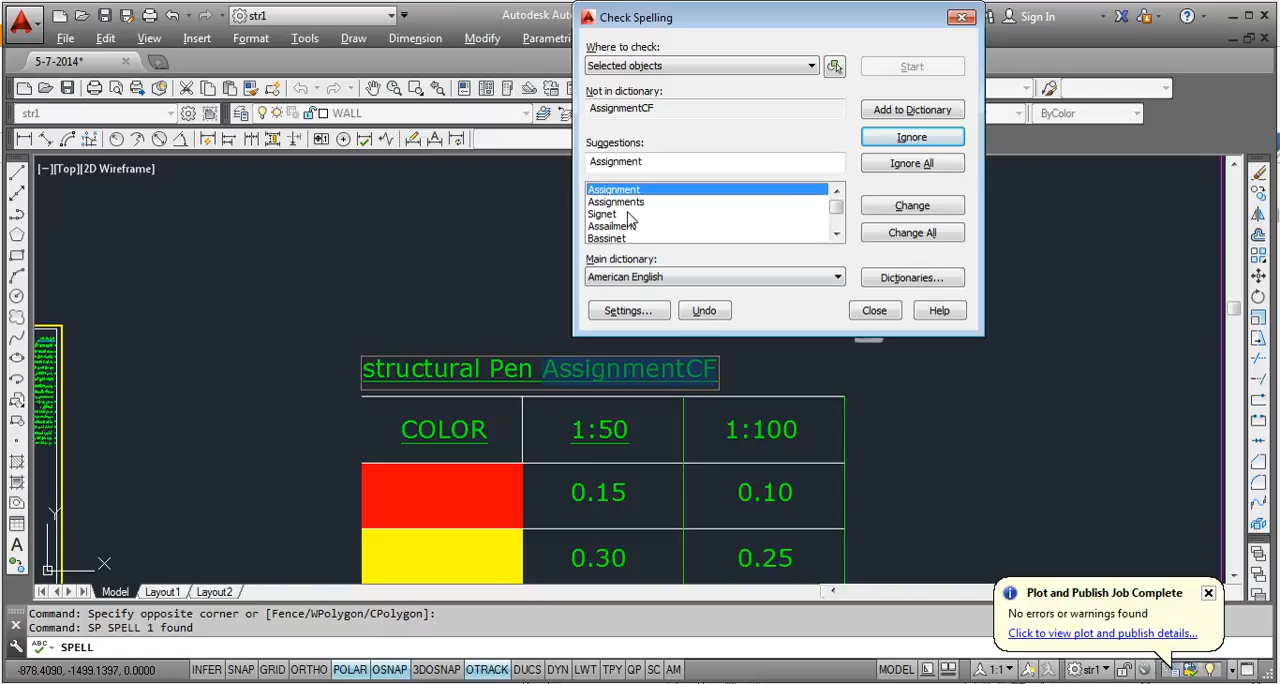 str1
Autodesk Aut
Sign In
File Edit View Insert Format Tools Draw Dimension Modify Parametri
5-7-2014*
str1
WALL
ByColor
[−][Top][2D Wireframe]
Check Spelling
Where to check:
Selected objects
Start
Not in dictionary:
AssignmentCF
Add to Dictionary
Suggestions:
Ignore
Assignment
Ignore All
Assignment
Assignments
Change
Signet
Assailment
Change All
Bassinet
Main dictionary:
American English
Dictionaries...
Settings... Undo Close Help
structural Pen AssignmentCF
COLOR 1:50 1:100
0.15 0.10
0.30 0.25
Y
Model Layout1 Layout2
Plot and Publish Job Complete
No errors or warnings found
Click to view plot and publish details...
Command: Specify opposite corner or [Fence/WPolygon/CPolygon]:
Command: SP SPELL 1 found
ABC SPELL
-878.4090, -1499.1397, 0.0000 INFER SNAP GRID ORTHO POLAR OSNAP 3DOSNAP OTRACK DUCS DYN LWT TPY QP SC AM MODEL 1:1 str1